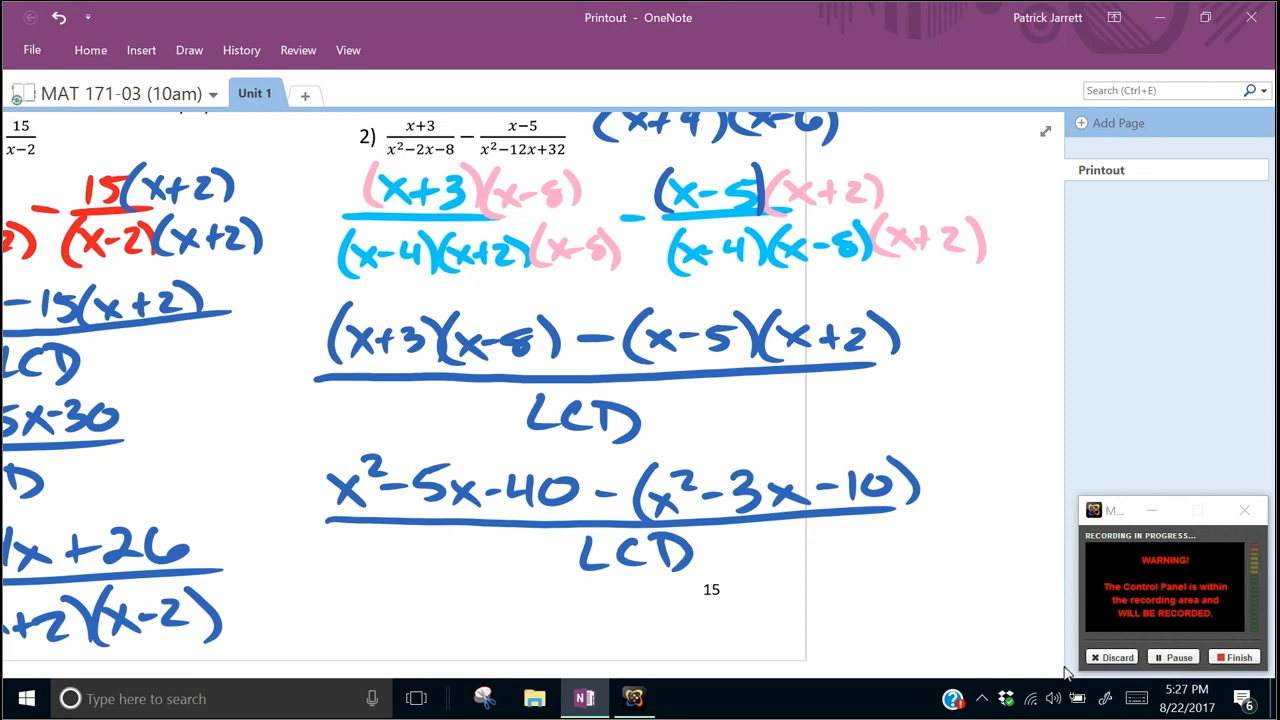 Printout - OneNote
Patrick Jarrett
File Home Insert Draw History Review View
MAT 171-03 (10am) Unit 1 +
Search (Ctrl+E)
Add Page
Printout
15
x−2
2) x+3 / x²−2x−8 − x−5 / x²−12x+32
(x+4)(x-6)
- 15(x+2) / (x-2)(x+2)
(x+3)(x-8) / (x-4)(x+2)(x-8) - (x-5)(x+2) / (x-4)(x-8)(x+2)
-15(x+2)
LCD
(x+3)(x-8) - (x-5)(x+2)
LCD
5x-30
D
x²-5x-40 - (x²-3x-10)
LCD
x+26
+2)(x-2)
15
M...
RECORDING IN PROGRESS...
WARNING!
The Control Panel is within
the recording area and
WILL BE RECORDED.
Discard Pause Finish
Type here to search
5:27 PM
8/22/2017
6